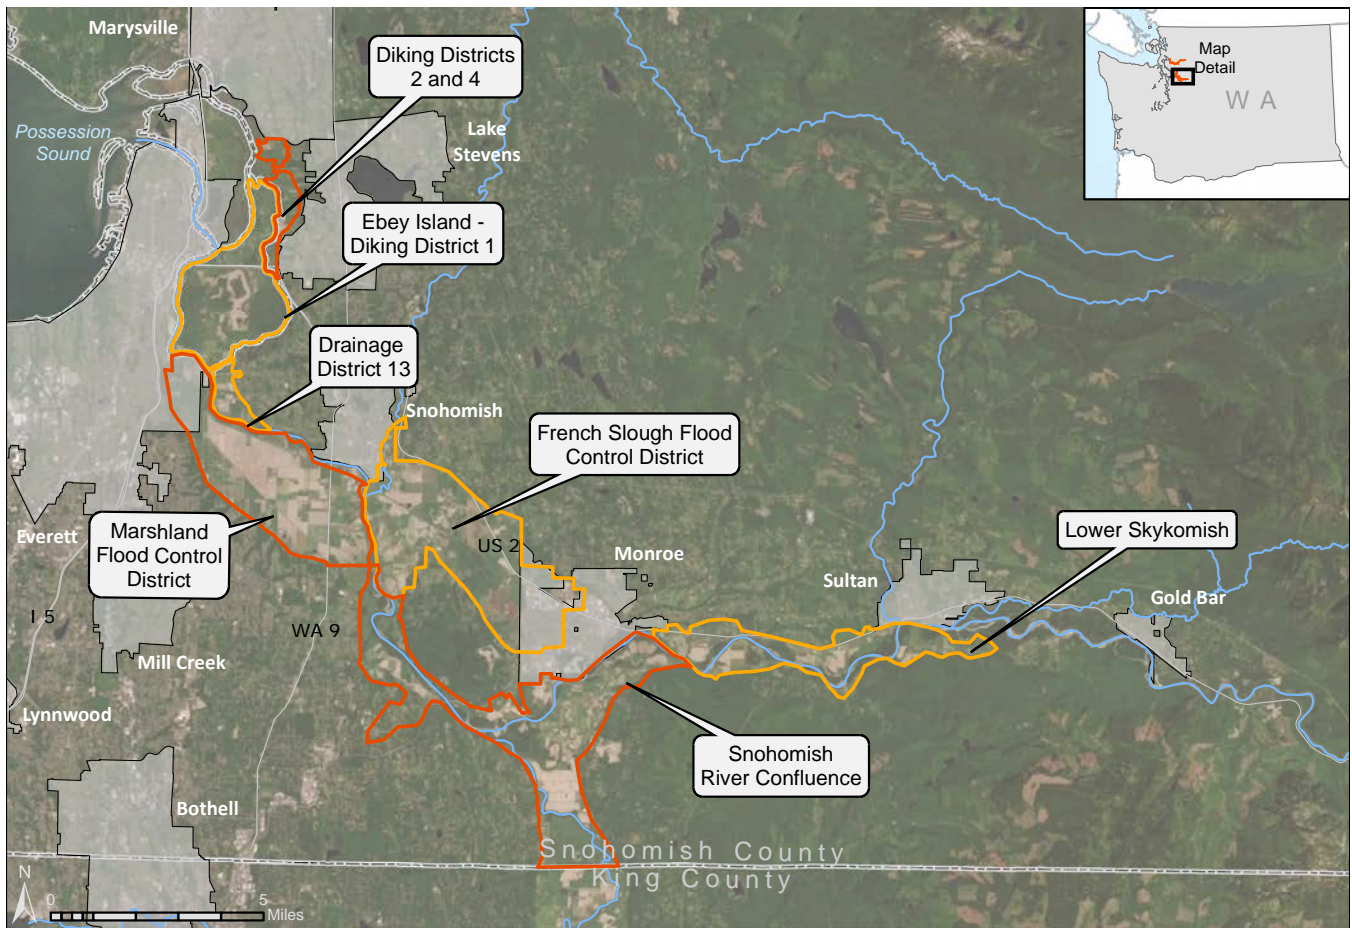 Marysville
Diking Districts
2 and 4
Map
Detail
W A
Possession
Sound
Lake
Stevens
Ebey Island -
Diking District 1
Drainage
District 13
Snohomish
French Slough Flood
Control District
Marshland
Flood Control
District
Everett
US 2
Monroe
Lower Skykomish
Sultan
Gold Bar
I 5
WA 9
Mill Creek
Lynnwood
Snohomish
River Confluence
Bothell
Snohomish County
King County
N
0
5
Miles